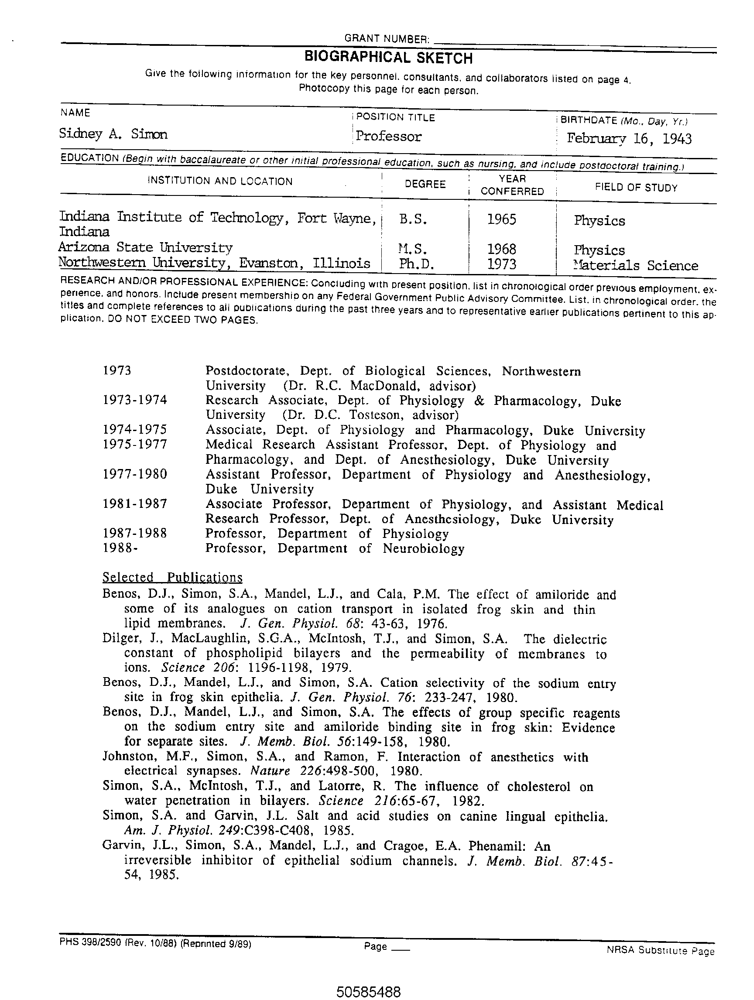 GRANT NUMBER:
BIOGRAPHICAL SKETCH
Give the following information for the key personnel, consultants, and collaborators listed on page 4.
Photocopy this page for each person.
NAME
Sidney A. Simon
POSITION TITLE
Professor
BIRTHDATE (Mo., Day, Yr.)
February 16, 1943
EDUCATION (Begin with baccalaureate or other initial professional education, such as nursing, and include postdoctoral training.)
INSTITUTION AND LOCATION DEGREE YEAR CONFERRED FIELD OF STUDY
Indiana Institute of Technology, Fort Wayne, B.S. 1965 Physics
Indiana
Arizona State University M.S. 1968 Physics
Northwestern University, Evanston, Illinois Ph.D. 1973 Materials Science
RESEARCH AND/OR PROFESSIONAL EXPERIENCE: Concluding with present position, list in chronological order previous employment, ex-
perience, and honors. Include present membership on any Federal Government Public Advisory Committee. List, in chronological order, the
titles and complete references to all publications during the past three years and to representative earlier publications pertinent to this ap-
plication. DO NOT EXCEED TWO PAGES.
1973 Postdoctorate, Dept. of Biological Sciences, Northwestern
University (Dr. R.C. MacDonald, advisor)
1973-1974 Research Associate, Dept. of Physiology & Pharmacology, Duke
University (Dr. D.C. Tosteson, advisor)
1974-1975 Associate, Dept. of Physiology and Pharmacology, Duke University
1975-1977 Medical Research Assistant Professor, Dept. of Physiology and
Pharmacology, and Dept. of Anesthesiology, Duke University
1977-1980 Assistant Professor, Department of Physiology and Anesthesiology,
Duke University
1981-1987 Associate Professor, Department of Physiology, and Assistant Medical
Research Professor, Dept. of Anesthesiology, Duke University
1987-1988 Professor, Department of Physiology
1988- Professor, Department of Neurobiology
Selected Publications
Benos, D.J., Simon, S.A., Mandel, L.J., and Cala, P.M. The effect of amiloride and
some of its analogues on cation transport in isolated frog skin and thin
lipid membranes. J. Gen. Physiol. 68: 43-63, 1976.
Dilger, J., MacLaughlin, S.G.A., McIntosh, T.J., and Simon, S.A. The dielectric
constant of phospholipid bilayers and the permeability of membranes to
ions. Science 206: 1196-1198, 1979.
Benos, D.J., Mandel, L.J., and Simon, S.A. Cation selectivity of the sodium entry
site in frog skin epithelia. J. Gen. Physiol. 76: 233-247, 1980.
Benos, D.J., Mandel, L.J., and Simon, S.A. The effects of group specific reagents
on the sodium entry site and amiloride binding site in frog skin: Evidence
for separate sites. J. Memb. Biol. 56:149-158, 1980.
Johnston, M.F., Simon, S.A., and Ramon, F. Interaction of anesthetics with
electrical synapses. Nature 226:498-500, 1980.
Simon, S.A., McIntosh, T.J., and Latorre, R. The influence of cholesterol on
water penetration in bilayers. Science 216:65-67, 1982.
Simon, S.A. and Garvin, J.L. Salt and acid studies on canine lingual epithelia.
Am. J. Physiol. 249:C398-C408, 1985.
Garvin, J.L., Simon, S.A., Mandel, L.J., and Cragoe, E.A. Phenamil: An
irreversible inhibitor of epithelial sodium channels. J. Memb. Biol. 87:45-
54, 1985.
PHS 398/2590 (Rev. 10/88) (Reprinted 9/89) Page ___ NRSA Substitute Page
50585488